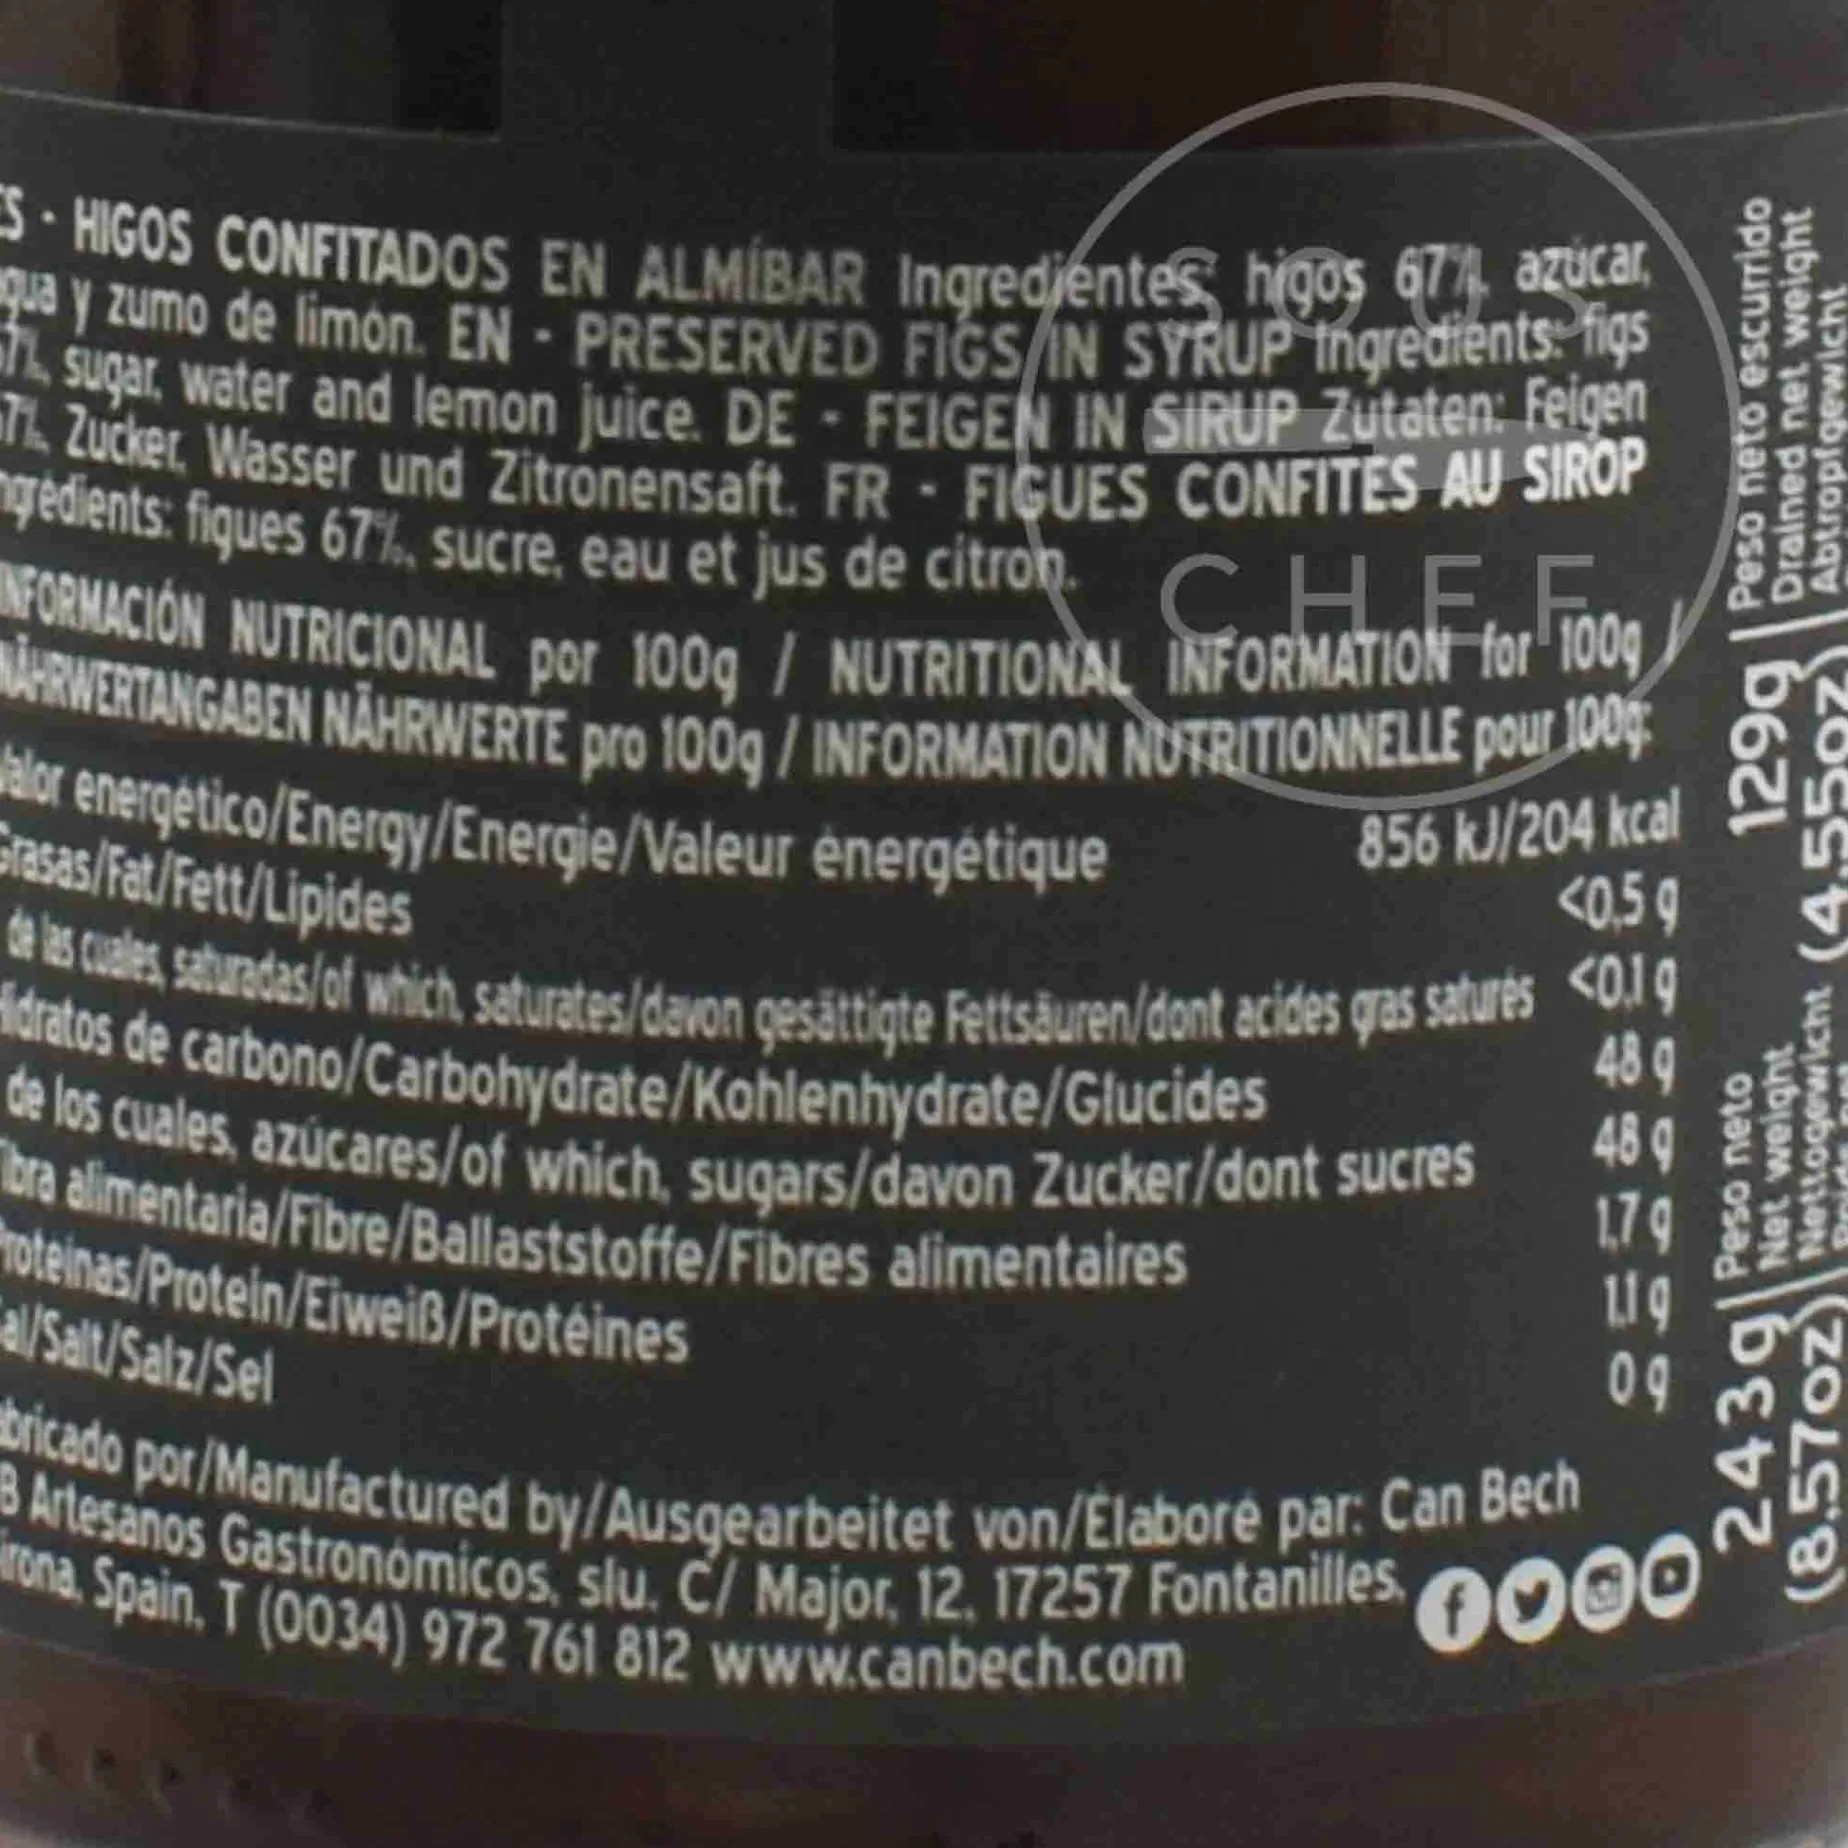 ES - HIGOS CONFITADOS EN ALMÍBAR Ingredientes: higos 67%, azúcar,
agua y zumo de limón. EN - PRESERVED FIGS IN SYRUP Ingredients: figs
67%, sugar, water and lemon juice. DE - FEIGEN IN SIRUP Zutaten: Feigen
67%, Zucker, Wasser und Zitronensaft. FR - FIGUES CONFITES AU SIROP
Ingrédients: figues 67%, sucre, eau et jus de citron.
INFORMACIÓN NUTRICIONAL por 100g / NUTRITIONAL INFORMATION for 100g /
NÄHRWERTANGABEN NÄHRWERTE pro 100g / INFORMATION NUTRITIONNELLE pour 100g:
Valor energético/Energy/Energie/Valeur énergétique 856 kJ/204 kcal
Grasas/Fat/Fett/Lipides <0,5 g
de las cuales, saturadas/of which, saturates/davon gesättigte Fettsäuren/dont acides gras saturés <0,1 g
Hidratos de carbono/Carbohydrate/Kohlenhydrate/Glucides 48 g
de los cuales, azúcares/of which, sugars/davon Zucker/dont sucres 48 g
Fibra alimentaria/Fibre/Ballaststoffe/Fibres alimentaires 1,7 g
Proteinas/Protein/Eiweiß/Protéines 1,1 g
Sal/Salt/Salz/Sel 0 g
Fabricado por/Manufactured by/Ausgearbeitet von/Élaboré par: Can Bech
B Artesanos Gastronómicos, slu. C/ Major, 12, 17257 Fontanilles,
Girona, Spain, T (0034) 972 761 812 www.canbech.com
Peso neto escurrido
Drained net weight
Abtropfgewicht
129g
(4.55oz)
Peso neto
Net weight
Nettogewicht
243g
(8.57oz)
SOUS
CHEF